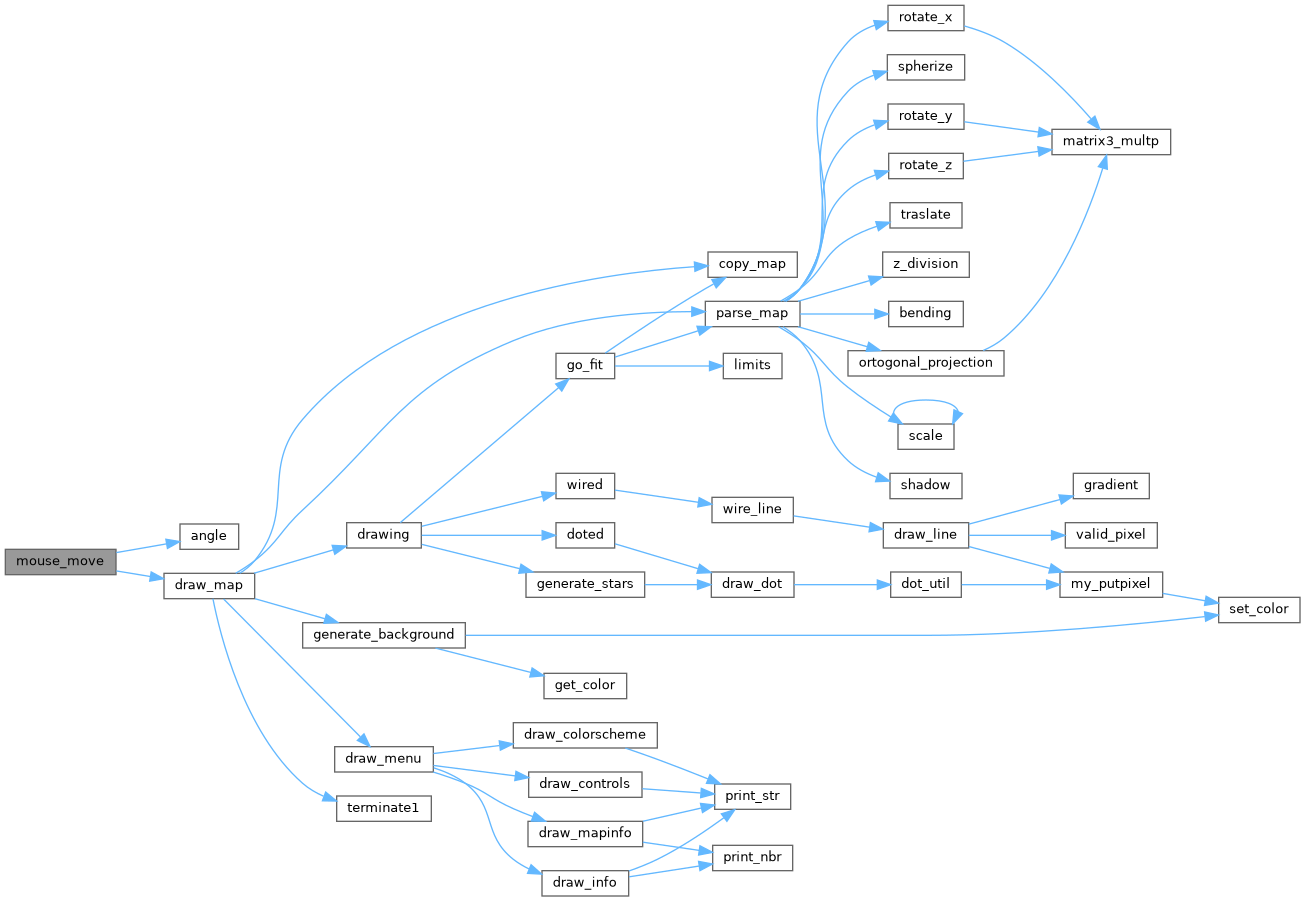 rotate_x
spherize
rotate_y
matrix3_multp
rotate_z
traslate
copy_map
z_division
parse_map
bending
go_fit
limits
ortogonal_projection
scale
wired
shadow
gradient
wire_line
angle
drawing
doted
draw_line
valid_pixel
mouse_move
draw_map
generate_stars
draw_dot
dot_util
my_putpixel
set_color
generate_background
get_color
draw_colorscheme
draw_menu
draw_controls
print_str
terminate1
draw_mapinfo
print_nbr
draw_info